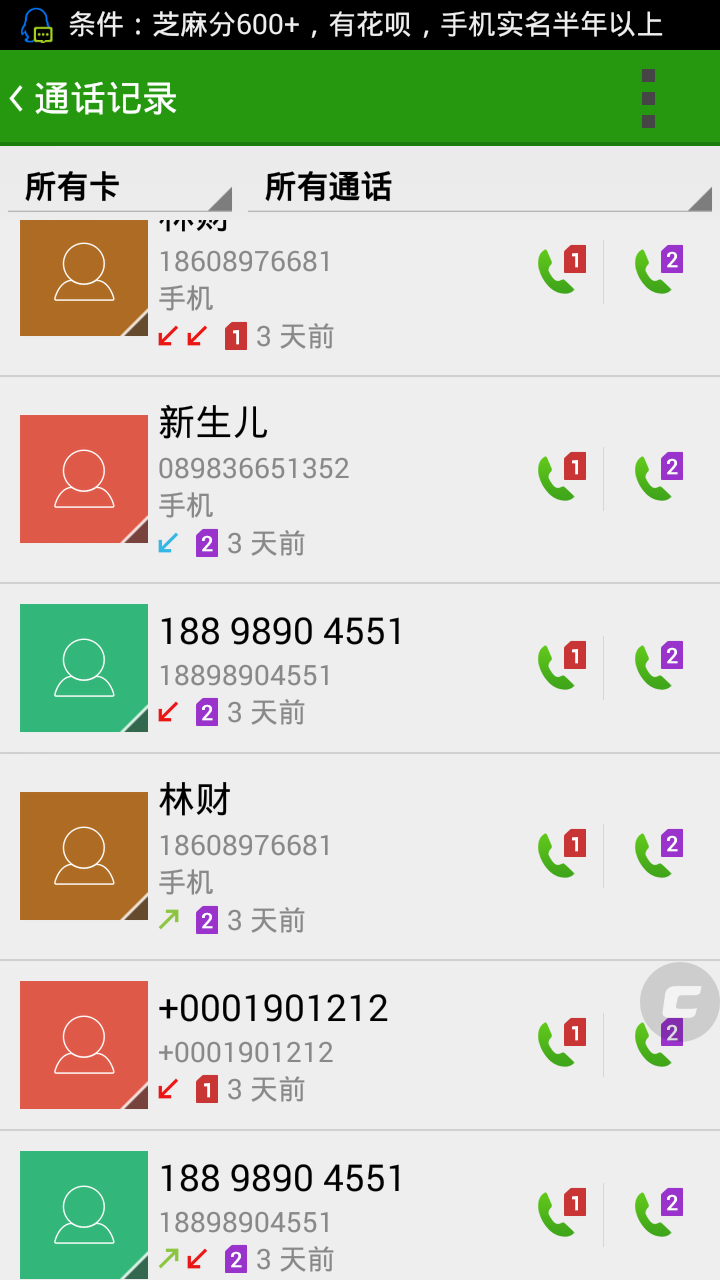 条件：芝麻分600+，有花呗，手机实名半年以上
通话记录
所有卡 所有通话
林财
18608976681 1 2
手机
1 3 天前
新生儿
089836651352 1 2
手机
2 3 天前
188 9890 4551
18898904551 1 2
2 3 天前
林财
18608976681 1 2
手机
2 3 天前
+0001901212
+0001901212 1 2
1 3 天前
188 9890 4551
18898904551 1 2
2 3 天前